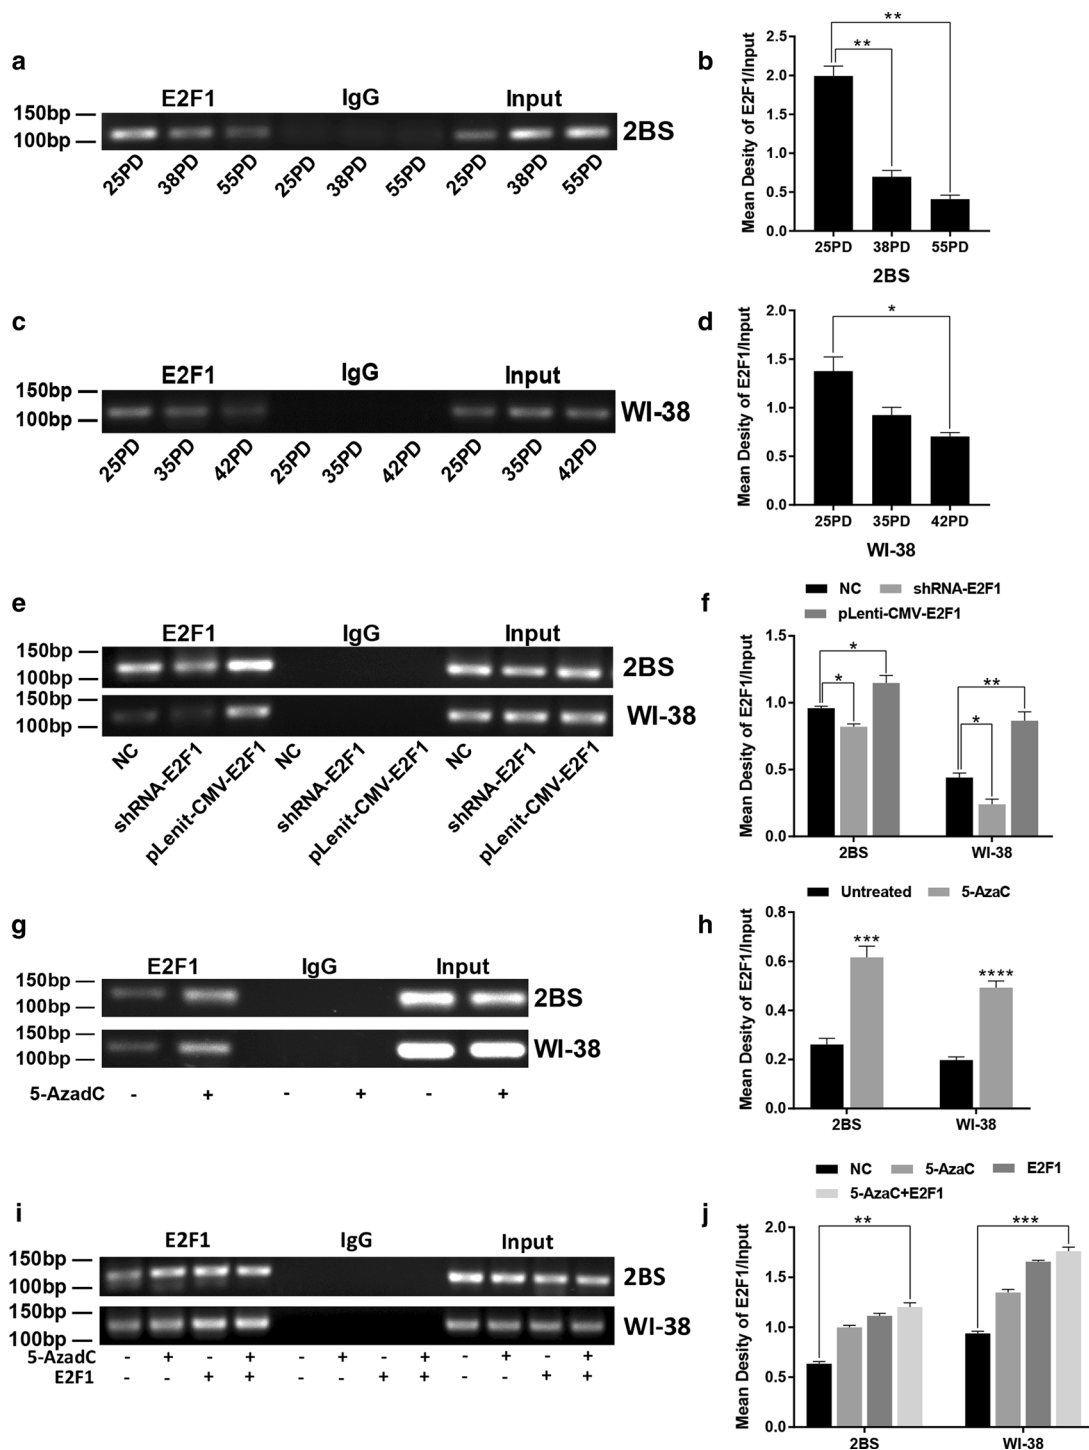 a
E2F1 IgG Input
150bp
100bp
2BS
25PD 38PD 55PD 25PD 38PD 55PD 25PD 38PD 55PD
b
Mean Desity of E2F1/Input
2.5
2.0
1.5
1.0
0.5
0.0
**
**
25PD 38PD 55PD
2BS
c
E2F1 IgG Input
150bp
100bp
WI-38
25PD 35PD 42PD 25PD 35PD 42PD 25PD 35PD 42PD
d
Mean Desity of E2F1/Input
2.0
1.5
1.0
0.5
0.0
*
25PD 35PD 42PD
WI-38
e
E2F1 IgG Input
150bp
100bp
2BS
150bp
100bp
WI-38
NC shRNA-E2F1 pLenit-CMV-E2F1 NC shRNA-E2F1 pLenit-CMV-E2F1 NC shRNA-E2F1 pLenit-CMV-E2F1
f
NC shRNA-E2F1
pLenti-CMV-E2F1
Mean Desity of E2F1/Input
1.5
1.0
0.5
0.0
*
*
**
*
2BS WI-38
g
E2F1 IgG Input
150bp
100bp
2BS
150bp
100bp
WI-38
5-AzadC - + - + - +
h
Untreated 5-AzaC
Mean Desity of E2F1/Input
0.8
0.6
0.4
0.2
0.0
***
****
2BS WI-38
i
E2F1 IgG Input
150bp
100bp
2BS
150bp
100bp
WI-38
5-AzadC - + - + - + - + - + - +
E2F1 - - + + - - + + - - + +
j
NC 5-AzaC E2F1
5-AzaC+E2F1
Mean Desity of E2F1/Input
2.0
1.5
1.0
0.5
0.0
**
***
2BS WI-38